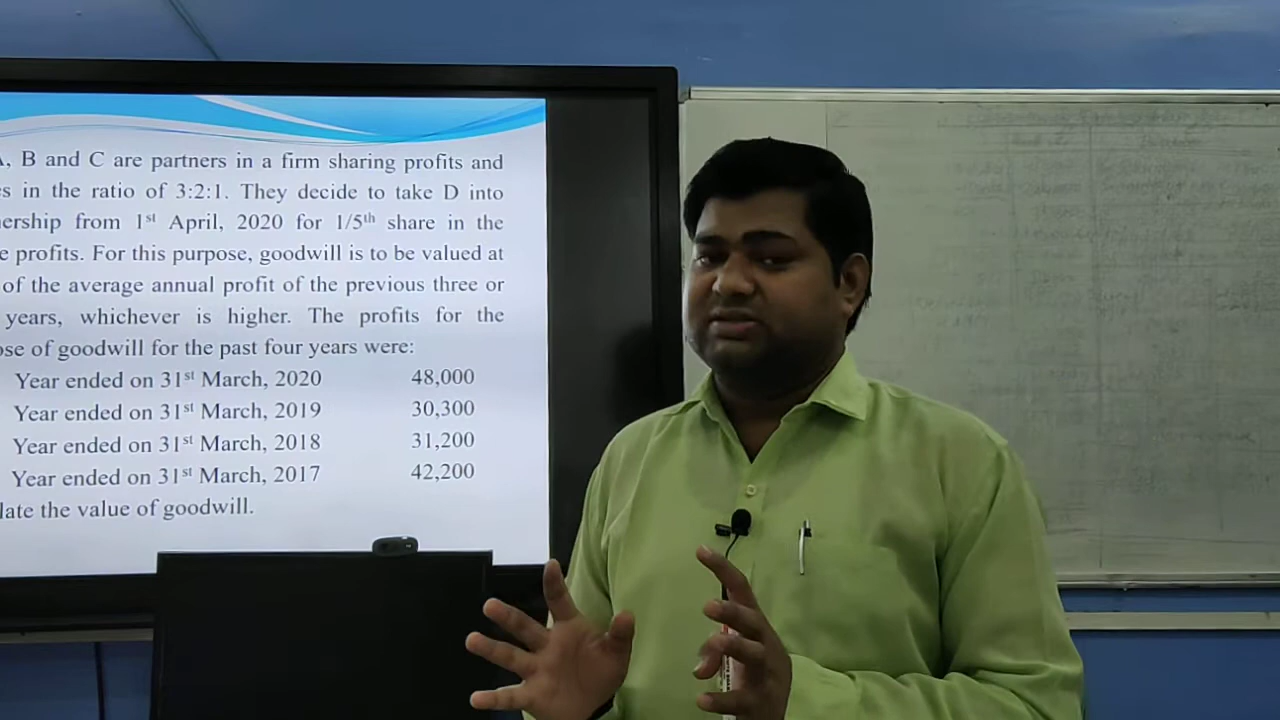 A, B and C are partners in a firm sharing profits and
s in the ratio of 3:2:1. They decide to take D into
ership from 1st April, 2020 for 1/5th share in the
e profits. For this purpose, goodwill is to be valued at
of the average annual profit of the previous three or
years, whichever is higher. The profits for the
ose of goodwill for the past four years were:
Year ended on 31st March, 2020 48,000
Year ended on 31st March, 2019 30,300
Year ended on 31st March, 2018 31,200
Year ended on 31st March, 2017 42,200
late the value of goodwill.